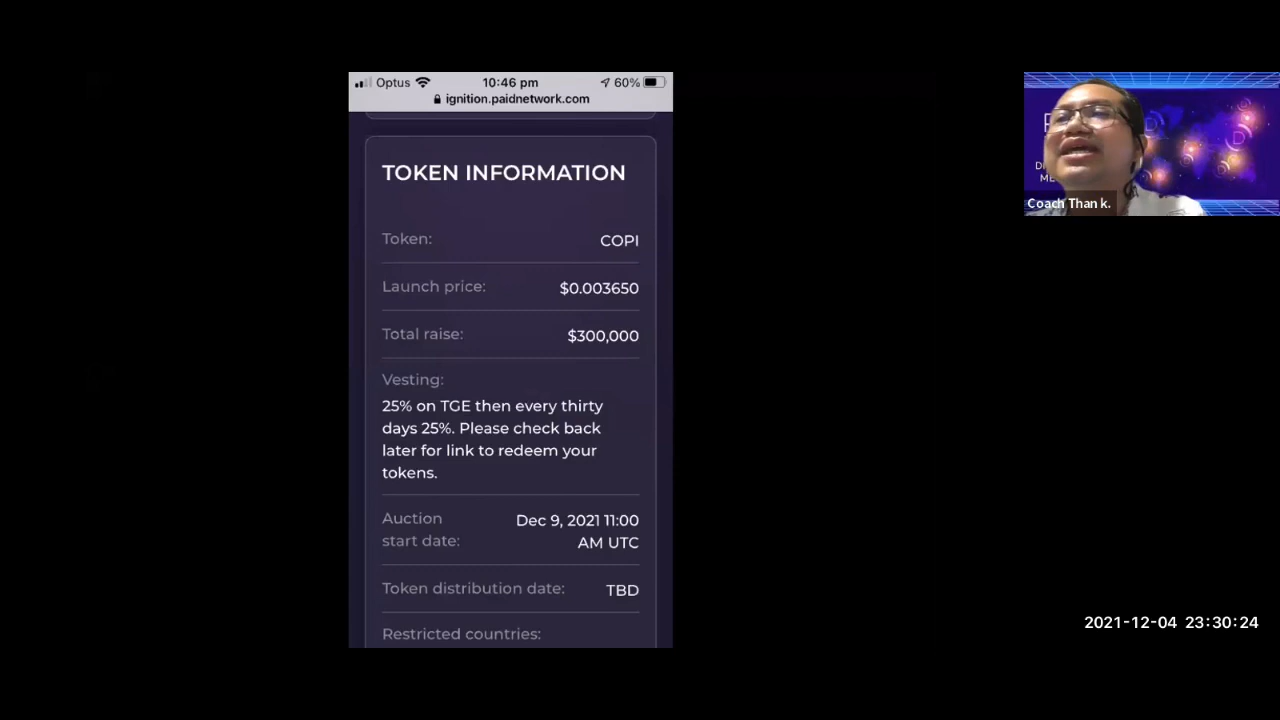 Optus 10:46 pm 60%
ignition.paidnetwork.com
TOKEN INFORMATION
Token: COPI
Launch price: $0.003650
Total raise: $300,000
Vesting:
25% on TGE then every thirty
days 25%. Please check back
later for link to redeem your
tokens.
Auction Dec 9, 2021 11:00
start date: AM UTC
Token distribution date: TBD
Restricted countries:
Coach Than k.
2021-12-04 23:30:24